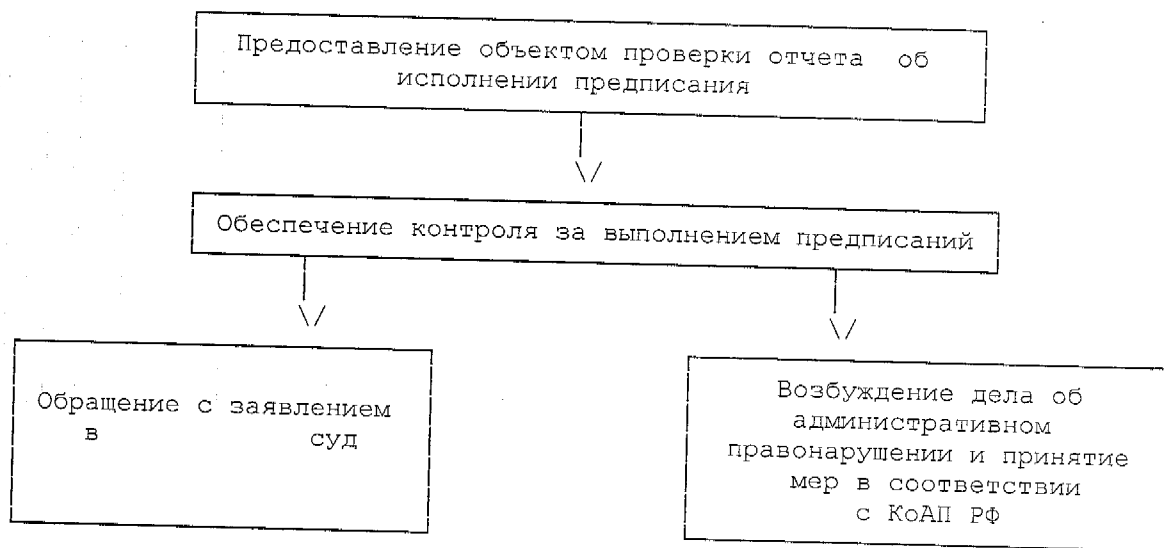 Предоставление объектом проверки отчета об
исполнении предписания
Обеспечение контроля за выполнением предписаний
Обращение с заявлением
в суд
Возбуждение дела об
административном
правонарушении и принятие
мер в соответствии
с КоАП РФ